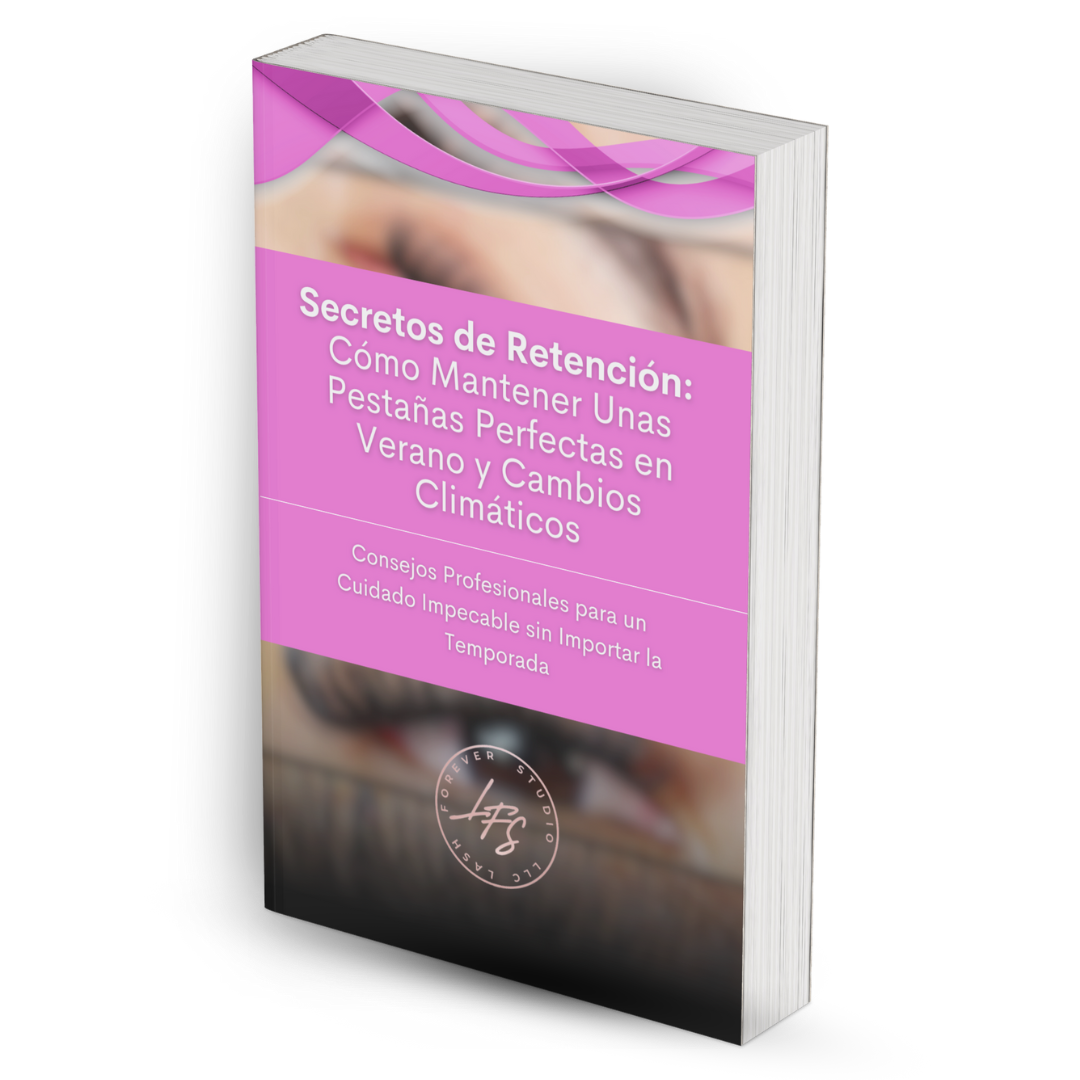 Secretos de Retención:
Cómo Mantener Unas
Pestañas Perfectas en
Verano y Cambios
Climáticos
Consejos Profesionales para un
Cuidado Impecable sin Importar la
Temporada
LASH FOREVER STUDIO LLC
LFS